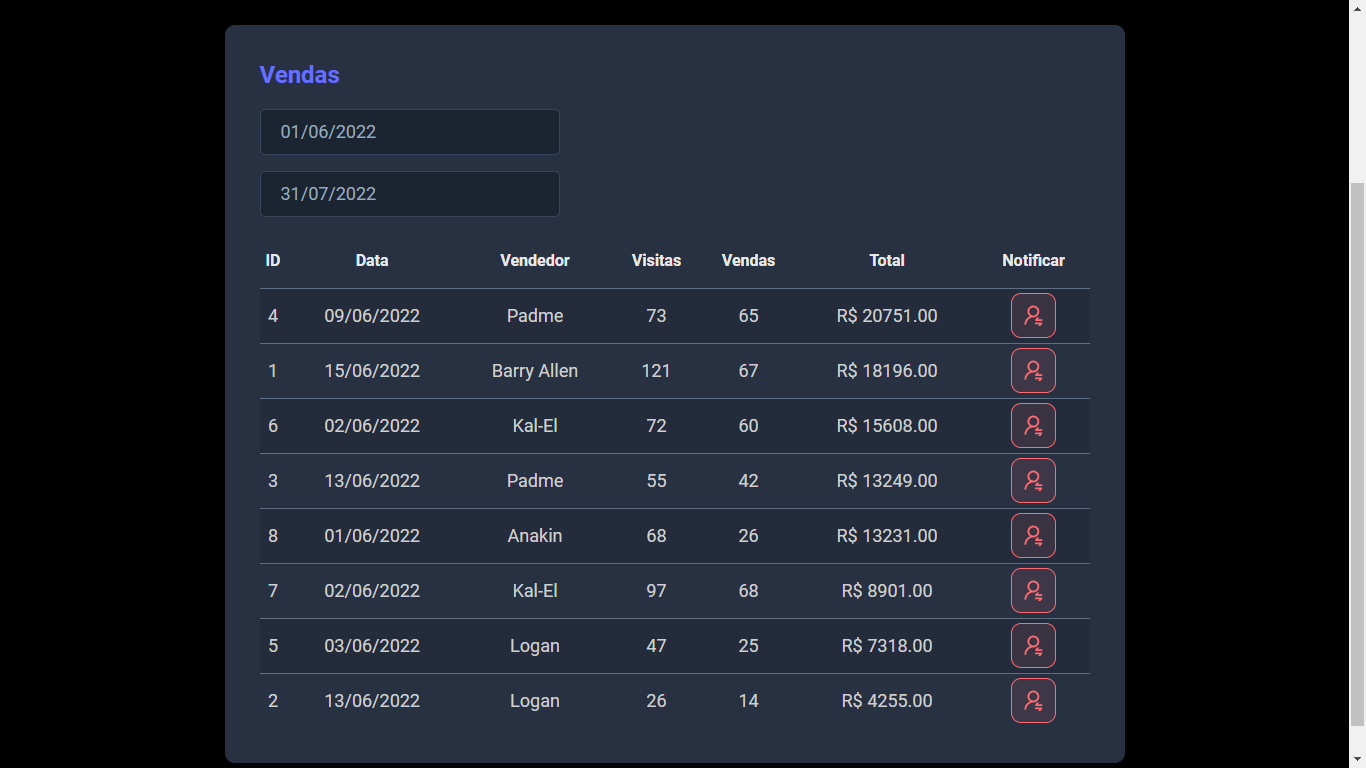 Vendas
01/06/2022
31/07/2022
ID Data Vendedor Visitas Vendas Total Notificar
4 09/06/2022 Padme 73 65 R$ 20751.00
1 15/06/2022 Barry Allen 121 67 R$ 18196.00
6 02/06/2022 Kal-El 72 60 R$ 15608.00
3 13/06/2022 Padme 55 42 R$ 13249.00
8 01/06/2022 Anakin 68 26 R$ 13231.00
7 02/06/2022 Kal-El 97 68 R$ 8901.00
5 03/06/2022 Logan 47 25 R$ 7318.00
2 13/06/2022 Logan 26 14 R$ 4255.00